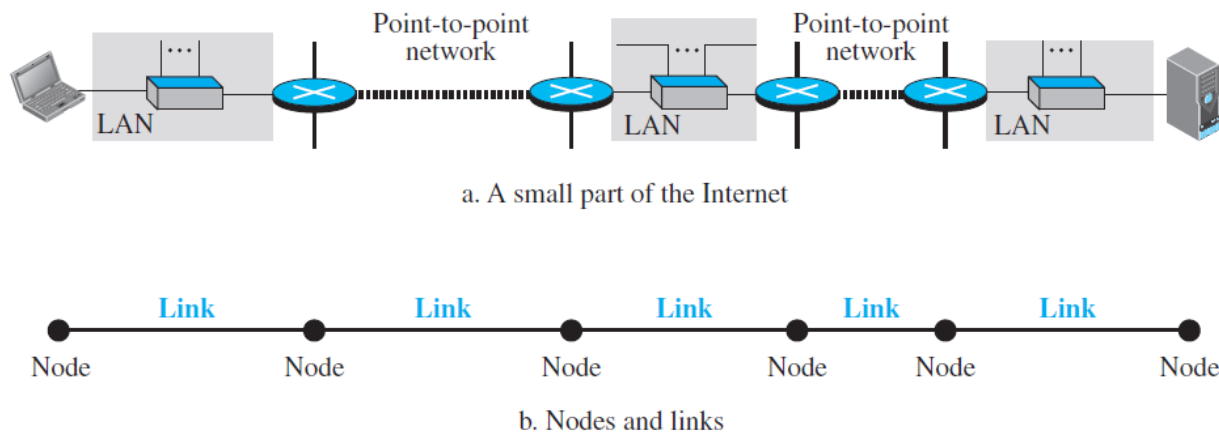 Point-to-point
network
Point-to-point
network
LAN
LAN
LAN
a. A small part of the Internet
Link
Link
Link
Link
Link
Node
Node
Node
Node
Node
Node
b. Nodes and links